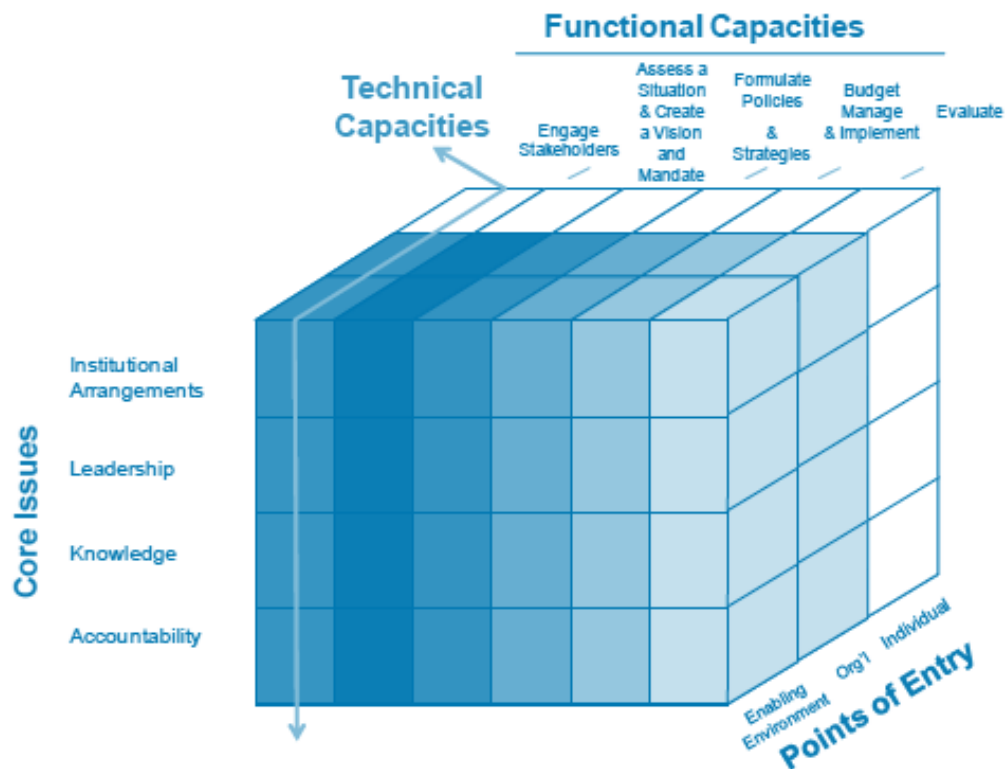 Functional Capacities
Technical
Capacities
Engage
Stakeholders
Assess a
Situation
& Create
a Vision
and
Mandate
Formulate
Policies
&
Strategies
Budget
Manage
& Implement
Evaluate
Core Issues
Institutional
Arrangements
Leadership
Knowledge
Accountability
Enabling
Environment
Org'l
Individual
Points of Entry